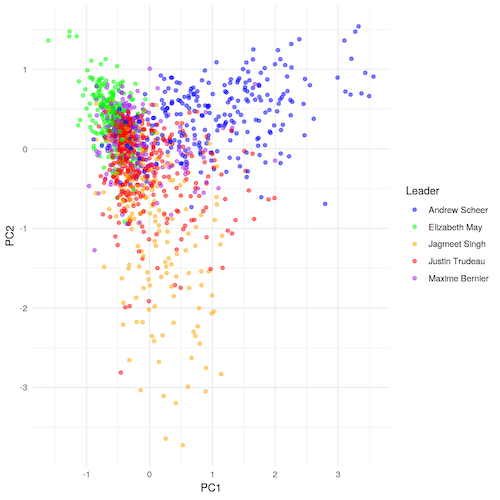 1
0
-1
-2
-3
PC2
-1
0
1
2
3
PC1
Leader
Andrew Scheer
Elizabeth May
Jagmeet Singh
Justin Trudeau
Maxime Bernier